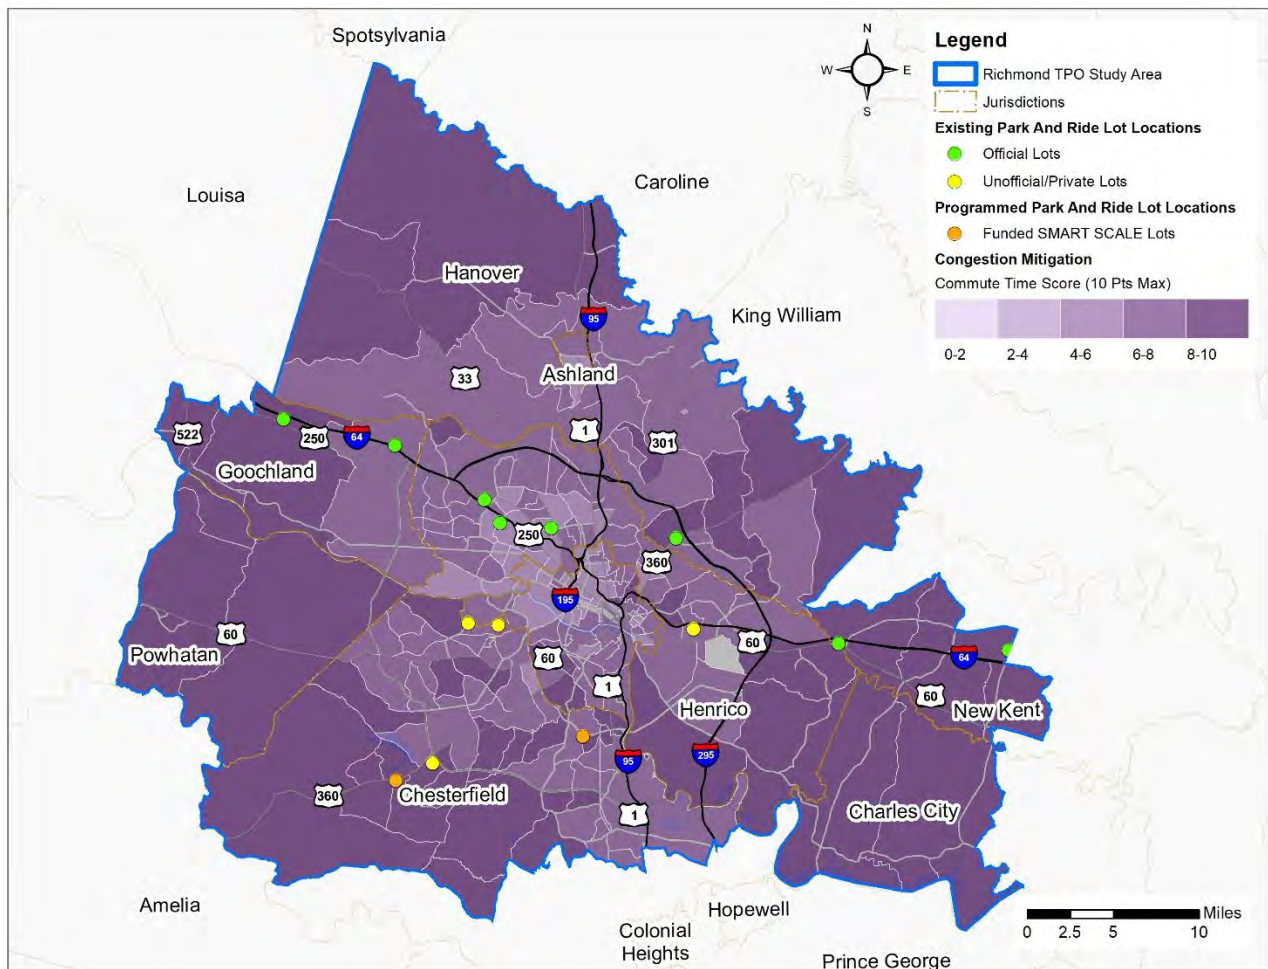 Spotsylvania
N
W
E
S
Legend
Richmond TPO Study Area
Jurisdictions
Existing Park And Ride Lot Locations
Official Lots
Unofficial/Private Lots
Programmed Park And Ride Lot Locations
Funded SMART SCALE Lots
Congestion Mitigation
Commute Time Score (10 Pts Max)
0-2 2-4 4-6 6-8 8-10
Louisa
Caroline
Hanover
King William
95
33
Ashland
522
250
64
1
301
Goochland
250
360
195
60
60
60
Powhatan
64
60
1
Henrico
New Kent
95
295
360
Chesterfield
1
Charles City
Amelia
Hopewell
Colonial
Heights
Prince George
Miles
0 2.5 5 10